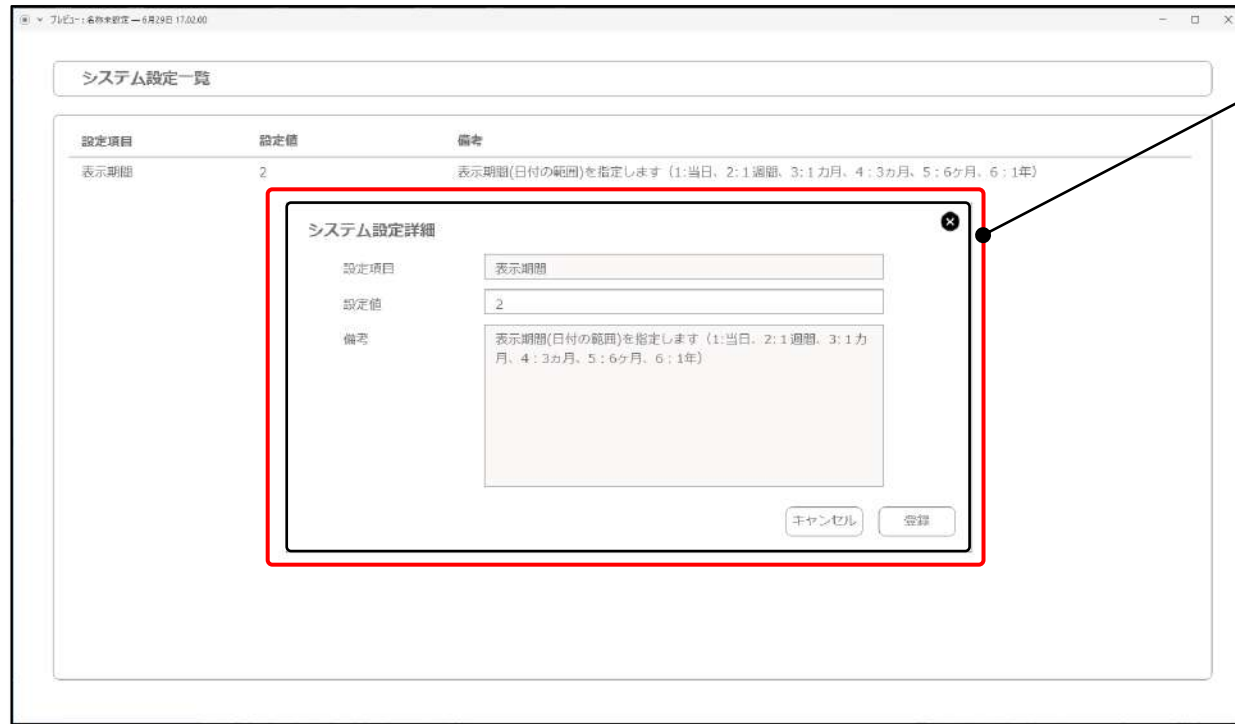 プレビュー : 名称未設定 — 6月29日 17.02.00
システム設定一覧
設定項目 設定値 備考
表示期間 2 表示期間(日付の範囲)を指定します（1:当日、2:１週間、3:１カ月、4：3ヵ月、5：6ケ月、6：1年）
システム設定詳細
設定項目 表示期間
設定値 2
備考 表示期間(日付の範囲)を指定します（1:当日、2:１週間、3:１カ
月、4：3ヵ月、5：6ケ月、6：1年）
キャンセル 登録